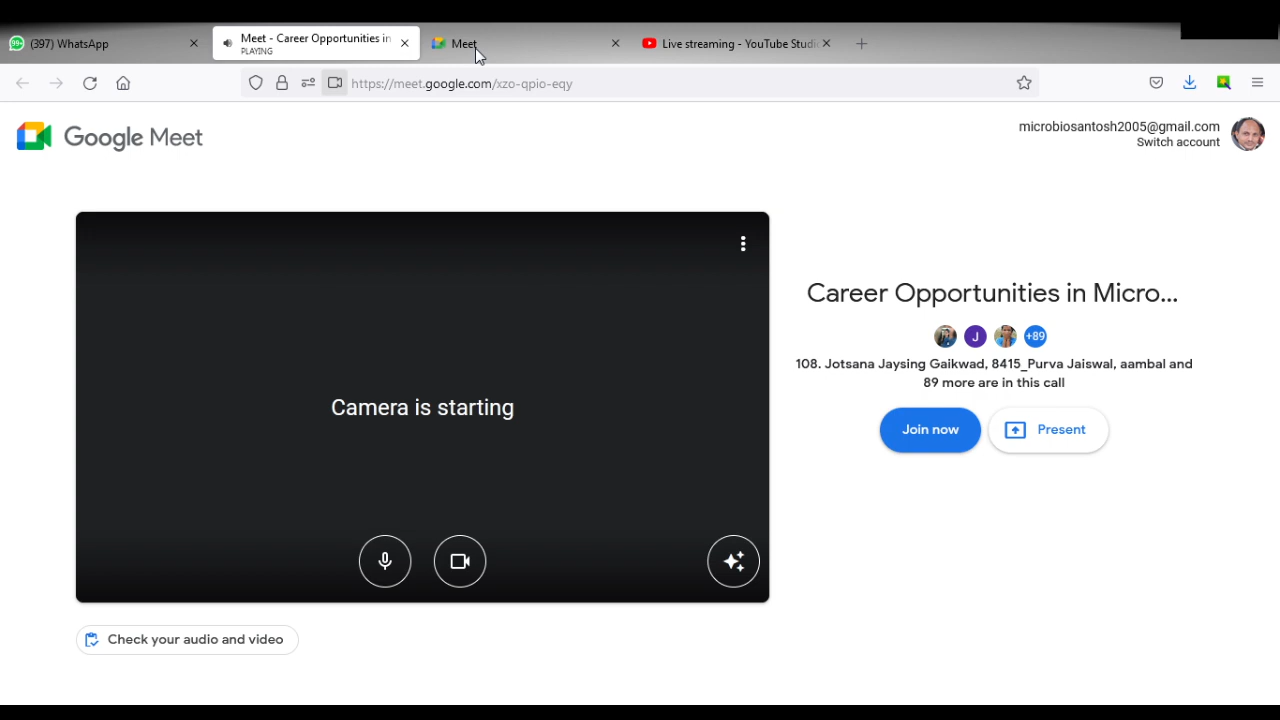 (397) WhatsApp
Meet - Career Opportunities in
PLAYING
Meet
Live streaming - YouTube Studi
https://meet.google.com/xzo-qpio-eqy
Google Meet
microbiosantosh2005@gmail.com
Switch account
Camera is starting
Career Opportunities in Micro...
J
+89
108. Jotsana Jaysing Gaikwad, 8415_Purva Jaiswal, aambal and
89 more are in this call
Join now
Present
Check your audio and video